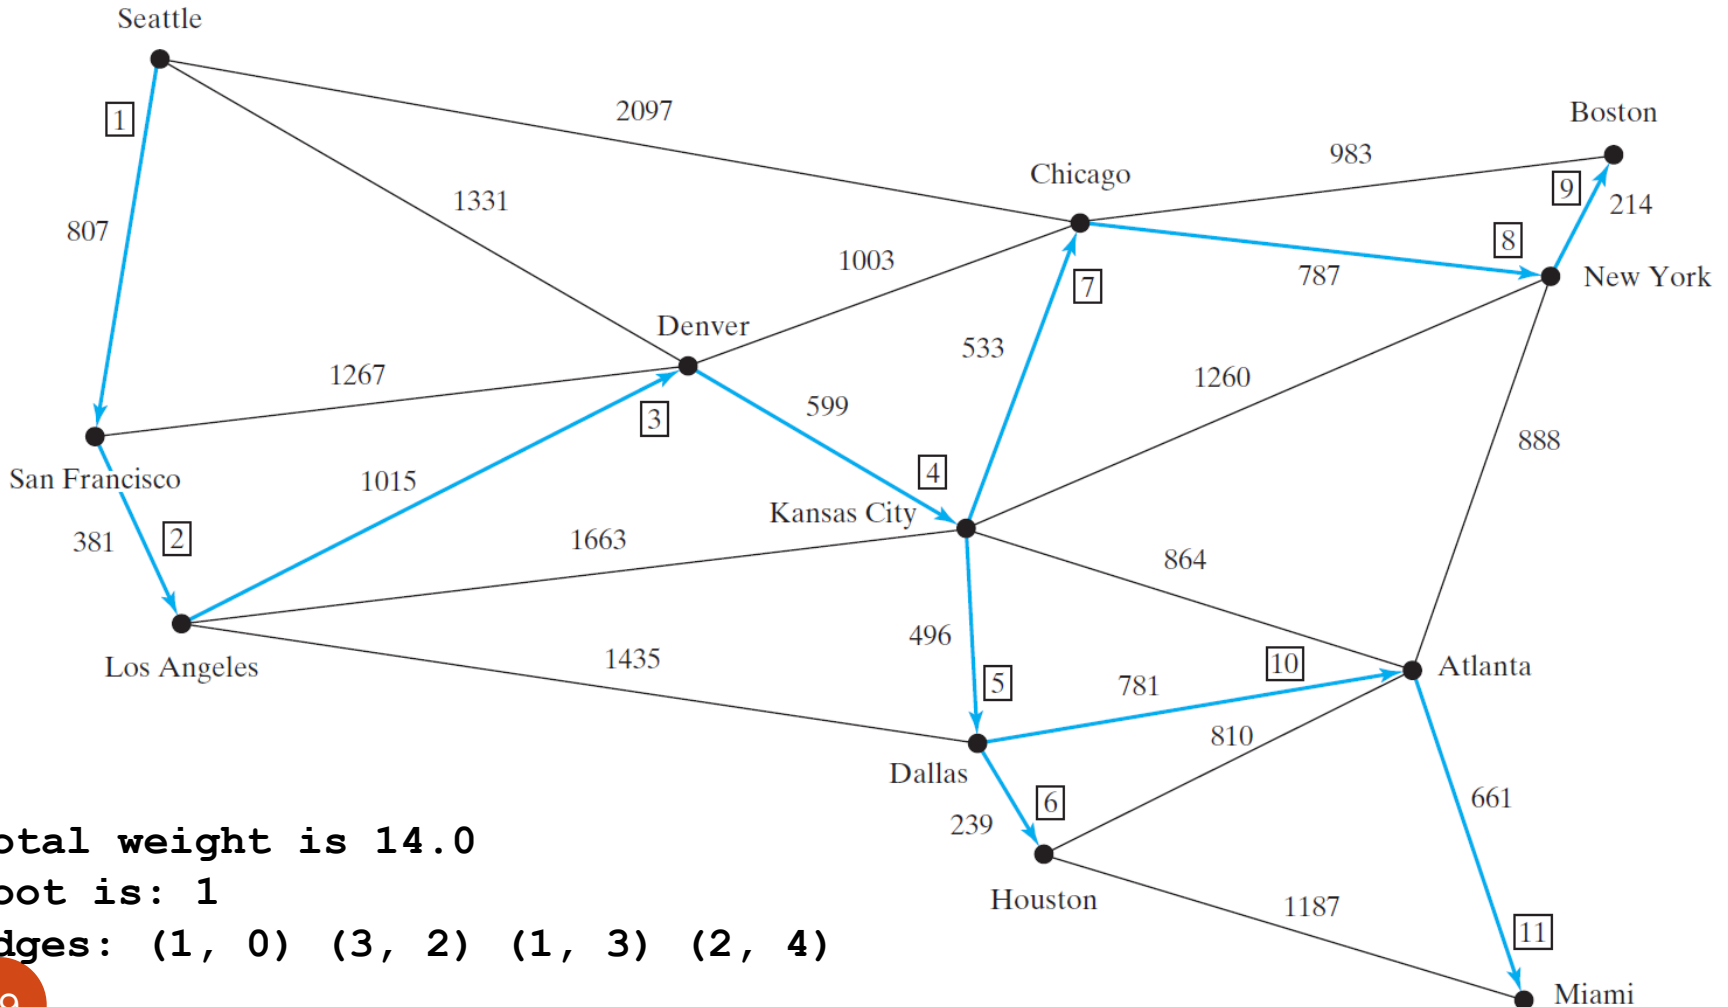 Seattle
1
2097
Boston
983
Chicago
9
214
1331
807
8
1003
787
New York
7
Denver
533
1267
1260
599
3
888
4
San Francisco
1015
Kansas City
381
2
1663
864
496
1435
Los Angeles
10
Atlanta
5
781
810
Dallas
661
6
239
otal weight is 14.0
oot is: 1
Houston
1187
11
dges: (1, 0) (3, 2) (1, 3) (2, 4)
Miami
9